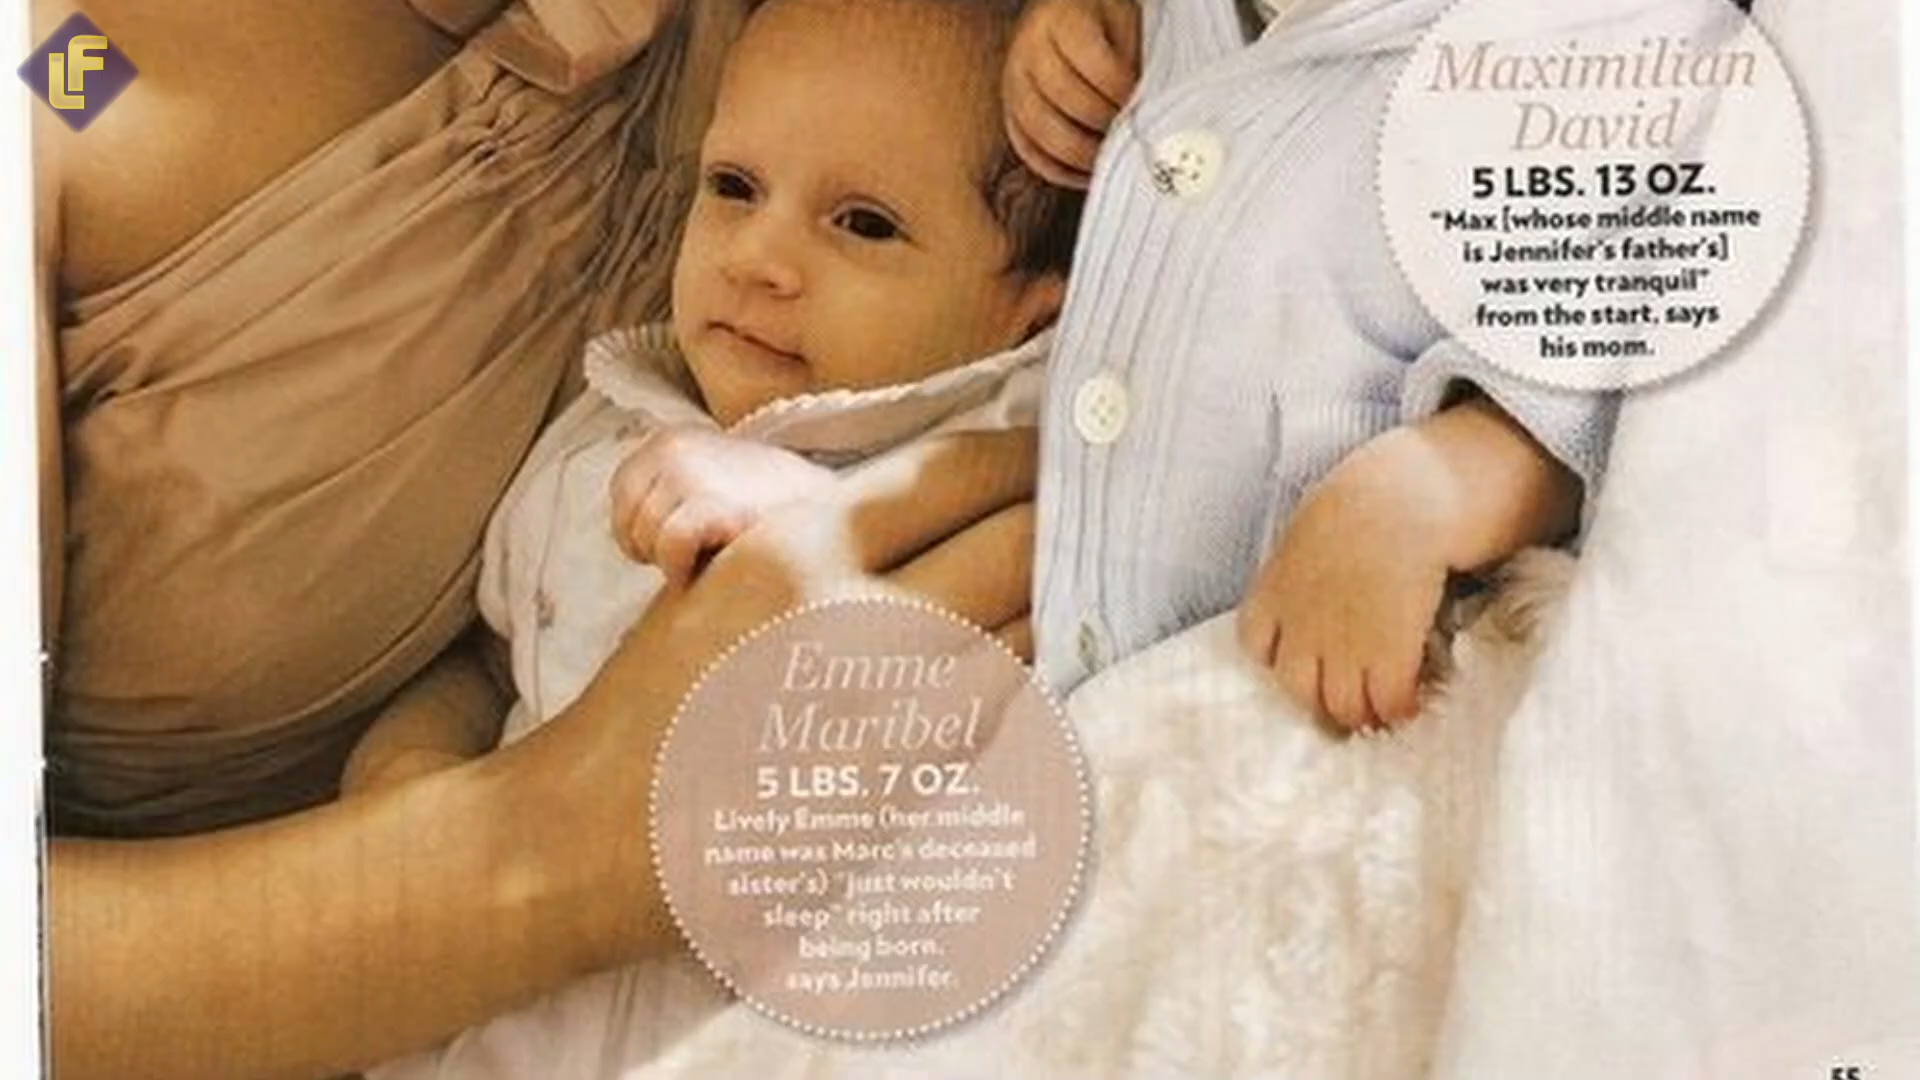 LF
Maximilian
David
5 LBS. 13 OZ.
"Max [whose middle name
is Jennifer's father's]
was very tranquil"
from the start, says
his mom.
Emme
Maribel
5 LBS. 7 OZ.
Lively Emme (her middle
name was Marc's deceased
sister's) "just wouldn't
sleep" right after
being born,
says Jennifer.
55